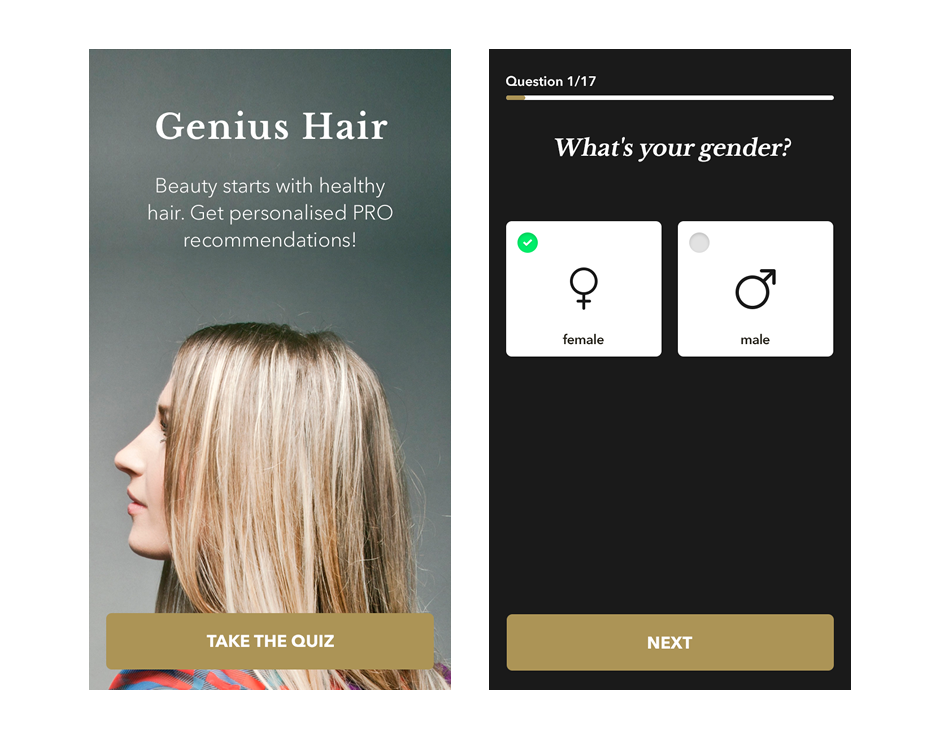 Genius Hair
Beauty starts with healthy
hair. Get personalised PRO
recommendations!
TAKE THE QUIZ
Question 1/17
What's your gender?
female
male
NEXT